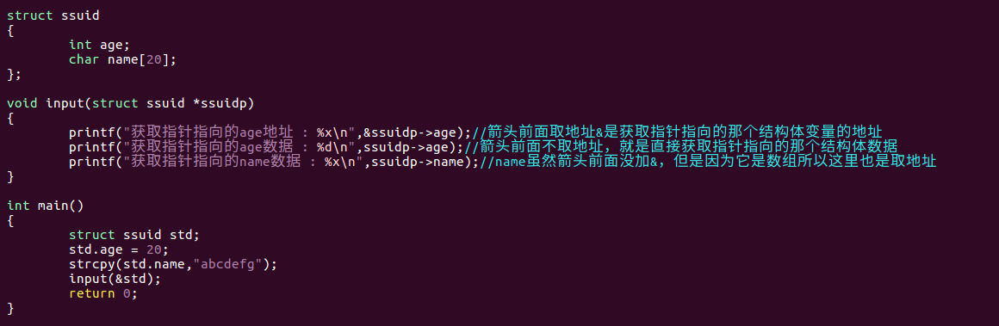 struct ssuid
{
        int age;
        char name[20];
};

void input(struct ssuid *ssuidp)
{
        printf("获取指针指向的age地址 : %x\n",&ssuidp->age);//箭头前面取地址&是获取指针指向的那个结构体变量的地址
        printf("获取指针指向的age数据 : %d\n",ssuidp->age);//箭头前面不取地址，就是直接获取指针指向的那个结构体数据
        printf("获取指针指向的name数据 : %x\n",ssuidp->name);//name虽然箭头前面没加&，但是因为它是数组所以这里也是取地址
}

int main()
{
        struct ssuid std;
        std.age = 20;
        strcpy(std.name,"abcdefg");
        input(&std);
        return 0;
}